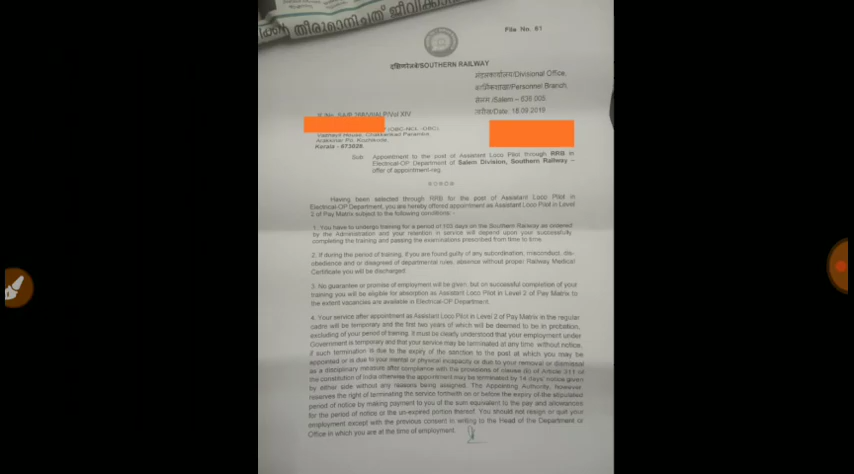 തീരുമാനിച്ചത് ജീവിക്കാ
File No. 61
दक्षिण रेलवे/SOUTHERN RAILWAY
मंडल कार्यालय/Divisional Office,
कार्मिक शाखा/Personnel Branch,
सेलम/Salem – 636 005.
तारीख/Date: 18.09.2019
(OBC-NCL -OBC)
House, Chakkankad Paramba,
Po, Kozhikode,
Kerala - 673028
Sub: Appointment to the post of Assistant Loco Pilot through RRB in
Electrical-OP Department of Salem Division, Southern Railway –
offer of appointment-reg.
*****
Having been selected through RRB for the post of Assistant Loco Pilot in
Electrical-OP Department, you are hereby offered appointment as Assistant Loco Pilot in Level
2 of Pay Matrix subject to the following conditions: -
1. You have to undergo training for a period of days on the Southern Railway as ordered
by the Administration and your retention in service will depend upon your successfully,
completing the training and passing the examinations prescribed from time to time.
2. If during the period of training, if you are found guilty of any subordination, misconduct, dis-
obedience and or disregard of departmental rules, absence without proper Railway Medical
Certificate you will be discharged.
3. No guarantee or promise of employment will be given, but on successful completion of your
training you will be eligible for absorption as Assistant Loco Pilot in Level 2 of Pay Matrix to
the extent vacancies are available in Electrical-OP Department.
4. Your service after appointment as Assistant Loco Pilot in Level 2 of Pay Matrix in the regular
cadre will be temporary and the first two years of which will be deemed to be in probation,
excluding of your period of training. It must be clearly understood that your employment under
Government is temporary and that your service may be terminated at any time without notice,
if such termination is due to the expiry of the sanction to the post at which you may be
appointed or is due to your mental or physical incapacity or due to your removal or dismissal
as a disciplinary measure after compliance with the provisions of clause (ii) of Article 311 of
the constitution of India otherwise the appointment may be terminated by 14 days' notice given
by either side without any reasons being assigned. The Appointing Authority, however
reserves the right of terminating the service forthwith on or before the expiry of the stipulated
period of notice by making payment to you of the sum equivalent to the pay and allowances
for the period of notice or the un-expired portion thereof. You should not resign or quit your
employment except with the previous consent in writing to the Head of the Department or
Office in which you are at the time of employment.